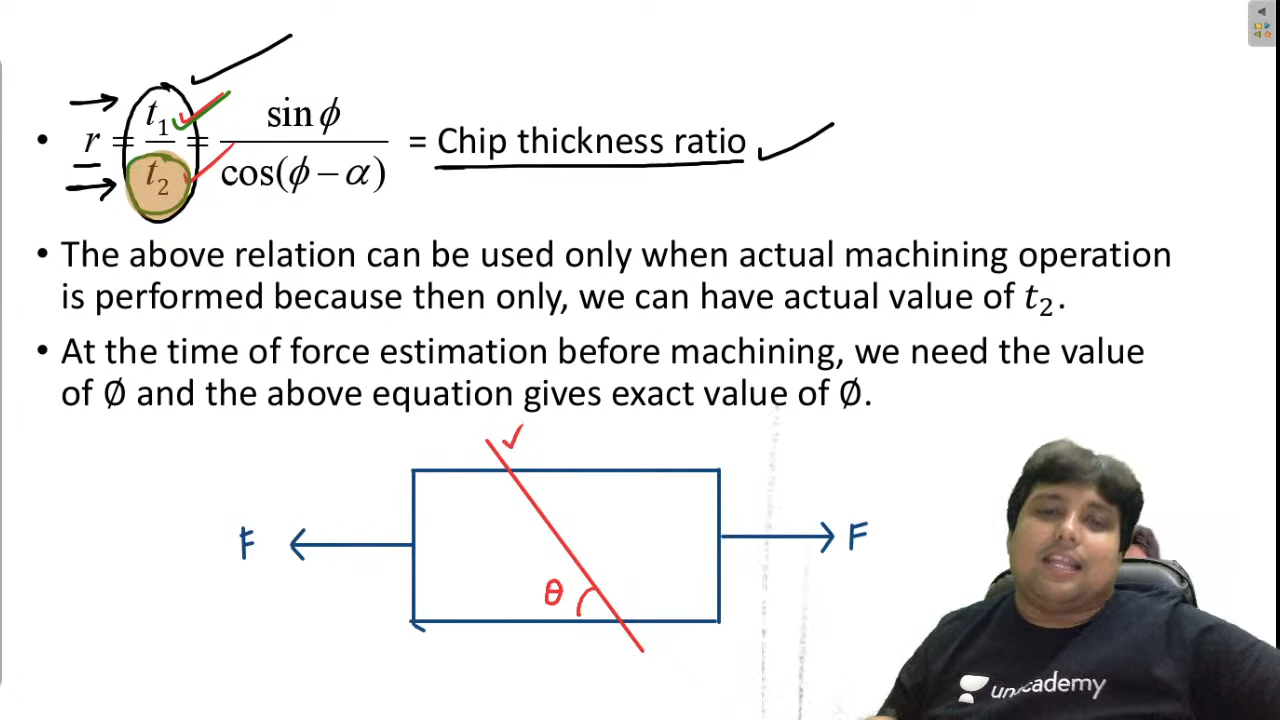 • r = t₁/t₂ = sin ϕ / cos(ϕ − α) = Chip thickness ratio
• The above relation can be used only when actual machining operation
is performed because then only, we can have actual value of t₂.
• At the time of force estimation before machining, we need the value
of Ø and the above equation gives exact value of Ø.
F
F
θ
unacademy